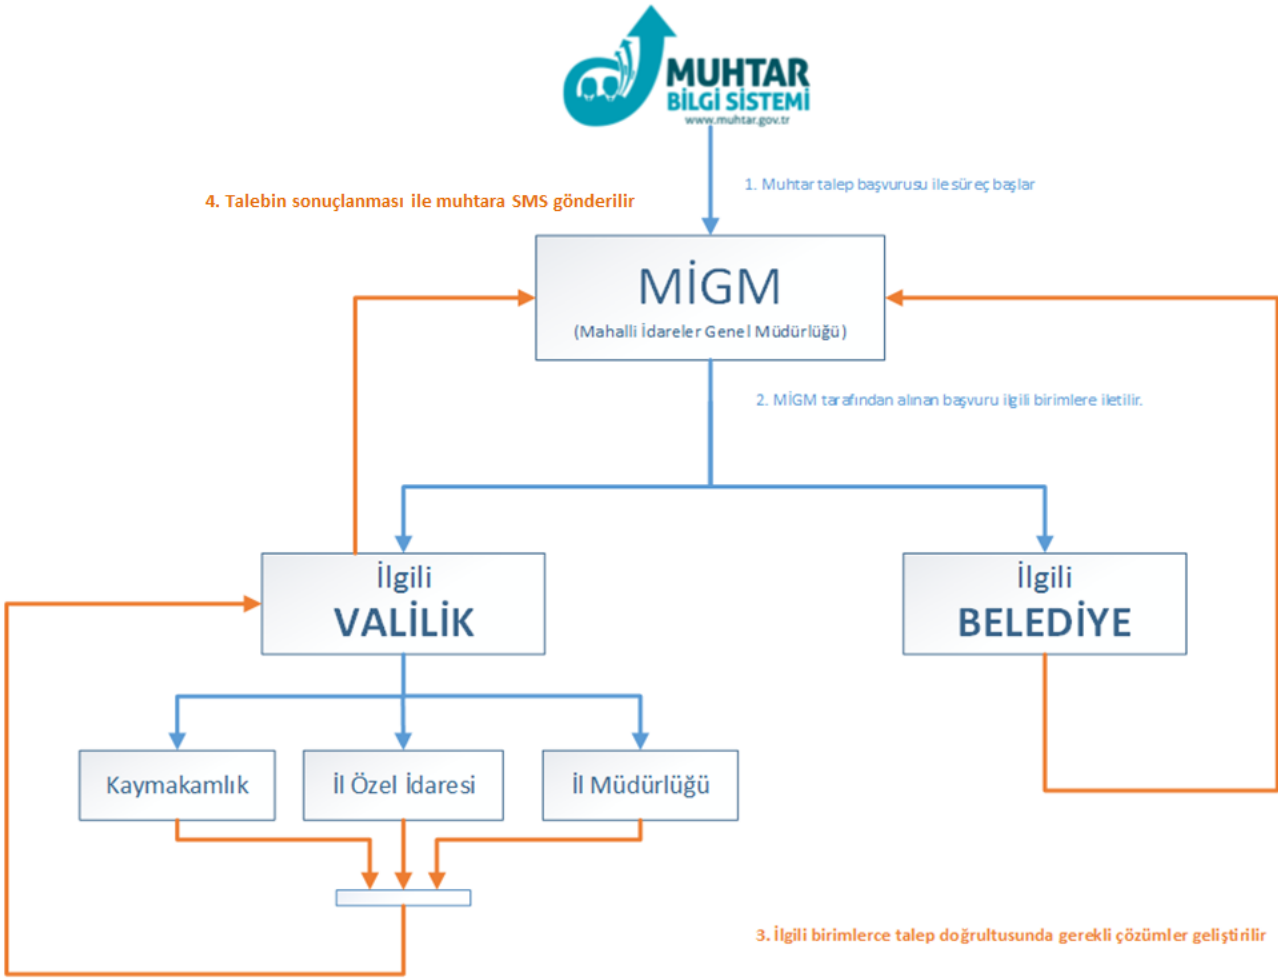 MUHTAR
BİLGİ SİSTEMİ
www.muhtar.gov.tr
1. Muhtar talep başvurusu ile süreç başlar
4. Talebin sonuçlanması ile muhtara SMS gönderilir
MİGM
(Mahalli İdareler Genel Müdürlüğü)
2. MİGM tarafından alınan başvuru ilgili birimlere iletilir.
İlgili
VALİLİK
İlgili
BELEDİYE
Kaymakamlık
İl Özel İdaresi
İl Müdürlüğü
3. İlgili birimlerce talep doğrultusunda gerekli çözümler geliştirilir